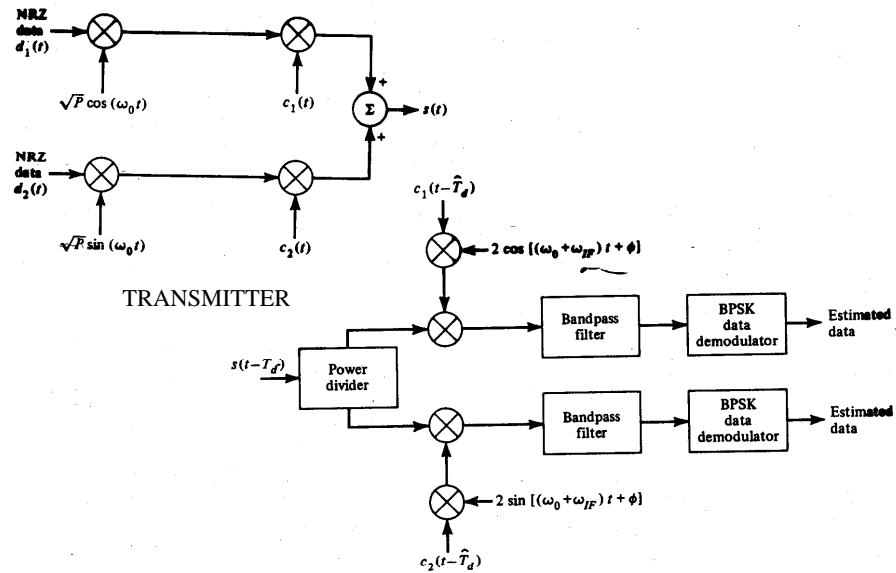 NRZ
data
d₁(t)
√P cos (ω₀t)
c₁(t)
+
Σ
s(t)
+
NRZ
data
d₂(t)
√P sin (ω₀t)
c₂(t)
TRANSMITTER
c₁(t−T̂_d)
2 cos [(ω₀ + ω_IF) t + ϕ]
s(t−T_d)
Power
divider
Bandpass
filter
BPSK
data
demodulator
Estimated
data
Bandpass
filter
BPSK
data
demodulator
Estimated
data
2 sin [(ω₀ + ω_IF) t + ϕ]
c₂(t−T̂_d)